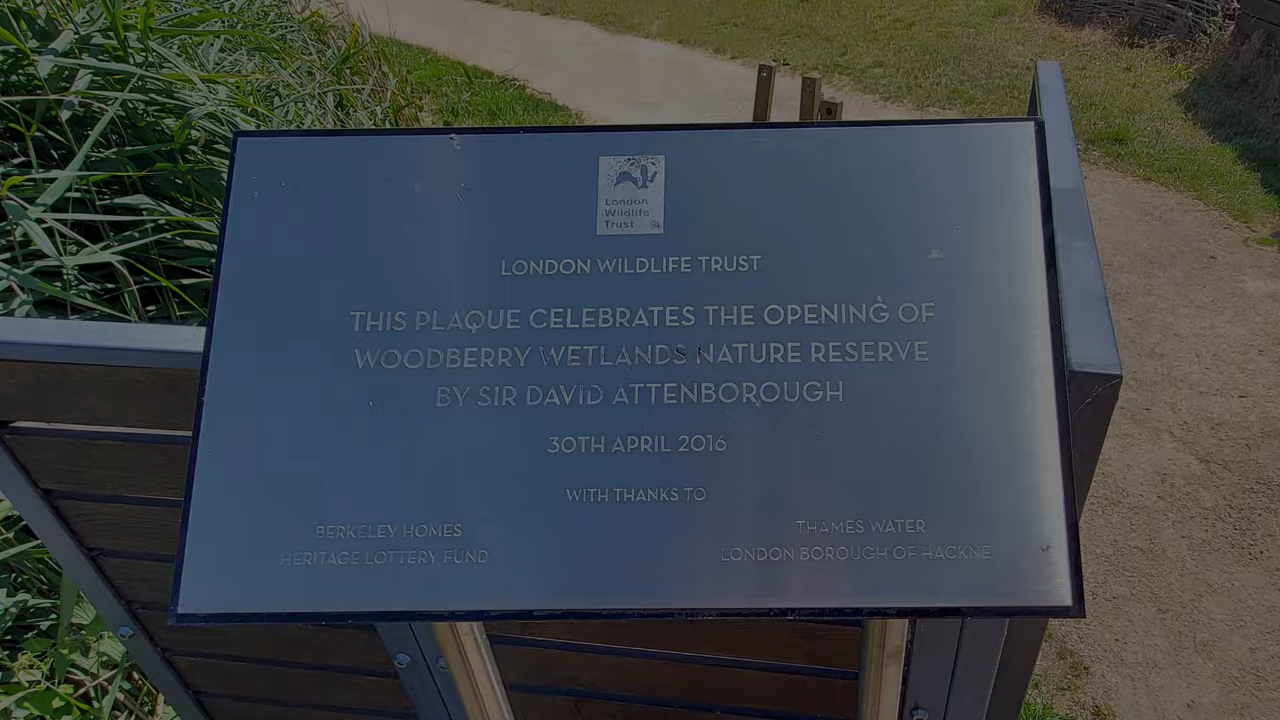 London
Wildlife
Trust
LONDON WILDLIFE TRUST
THIS PLAQUE CELEBRATES THE OPENING OF
WOODBERRY WETLANDS NATURE RESERVE
BY SIR DAVID ATTENBOROUGH
30TH APRIL 2016
WITH THANKS TO
BERKELEY HOMES
HERITAGE LOTTERY FUND
THAMES WATER
LONDON BOROUGH OF HACKNE